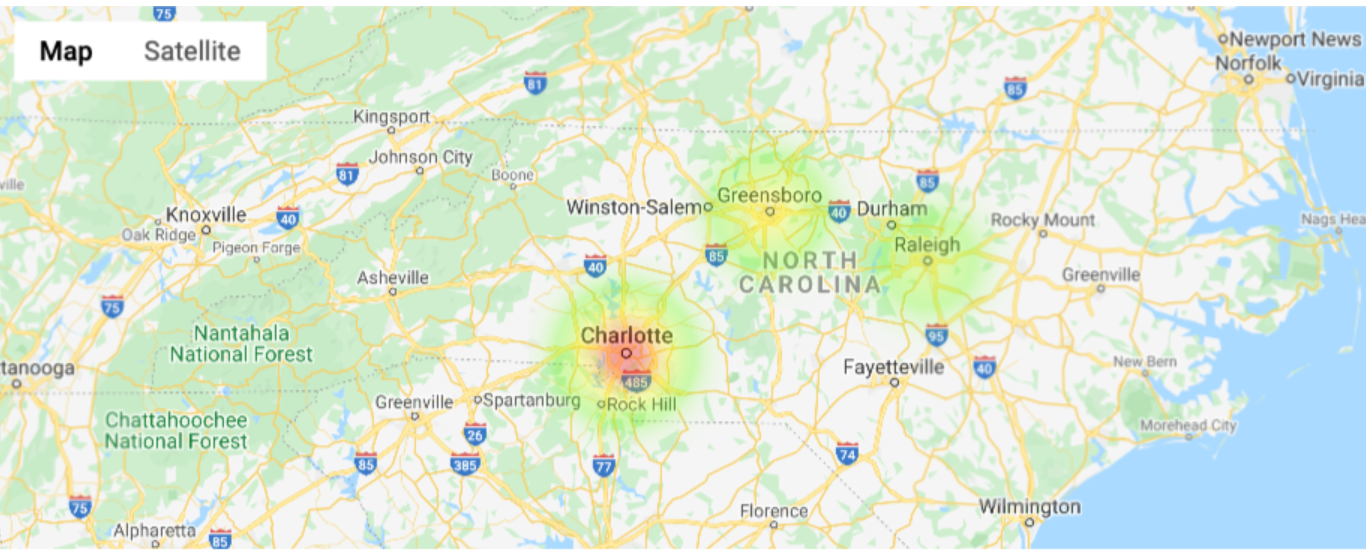 75
Map Satellite
Newport News
Norfolk
Virginia
81
85
Kingsport
Johnson City
81
Boone
85
ville
Knoxville
40
Oak Ridge
Pigeon Forge
Winston-Salem
Greensboro
40
Durham
Rocky Mount
Nags Hea
Raleigh
85
NORTH
CAROLINA
40
Asheville
Greenville
75
Nantahala
National Forest
Charlotte
95
485
tanooga
Fayetteville
40
New Bern
Greenville
Spartanburg
Rock Hill
Chattahoochee
National Forest
26
Morehead City
85
385
77
74
75
Alpharetta
85
Florence
Wilmington